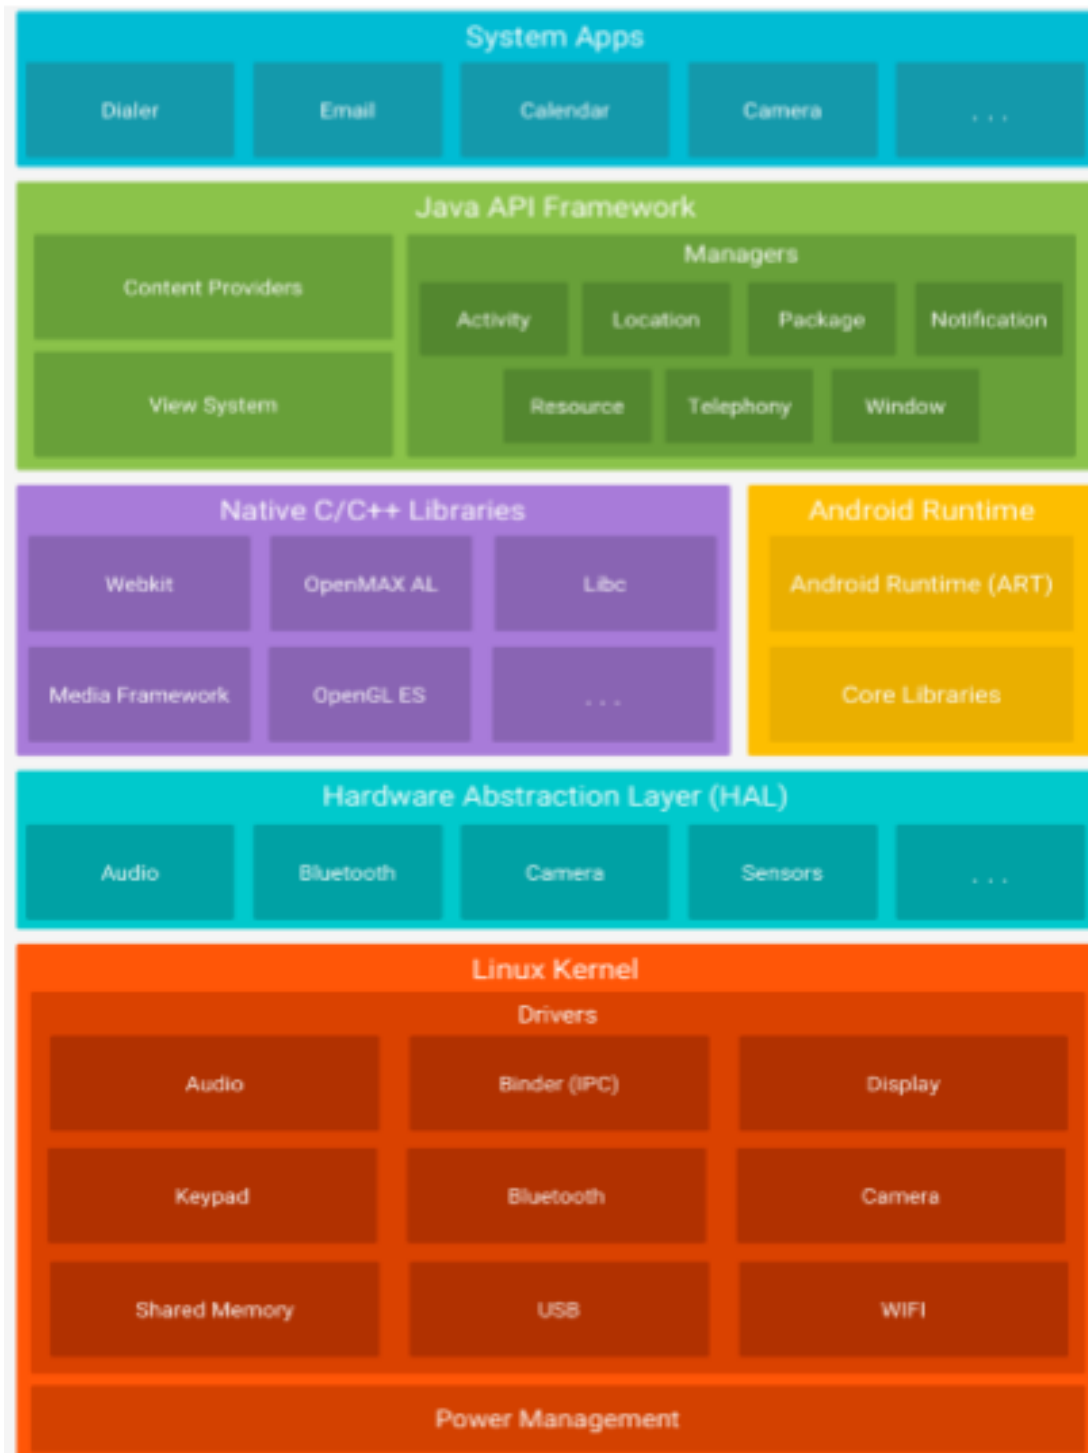 System Apps
Dialer Email Calendar Camera . . .
Java API Framework
Content Providers
View System
Managers
Activity Location Package Notification
Resource Telephony Window
Native C/C++ Libraries
Webkit OpenMAX AL Libc
Media Framework OpenGL ES . . .
Android Runtime
Android Runtime (ART)
Core Libraries
Hardware Abstraction Layer (HAL)
Audio Bluetooth Camera Sensors . . .
Linux Kernel
Drivers
Audio Binder (IPC) Display
Keypad Bluetooth Camera
Shared Memory USB WIFI
Power Management